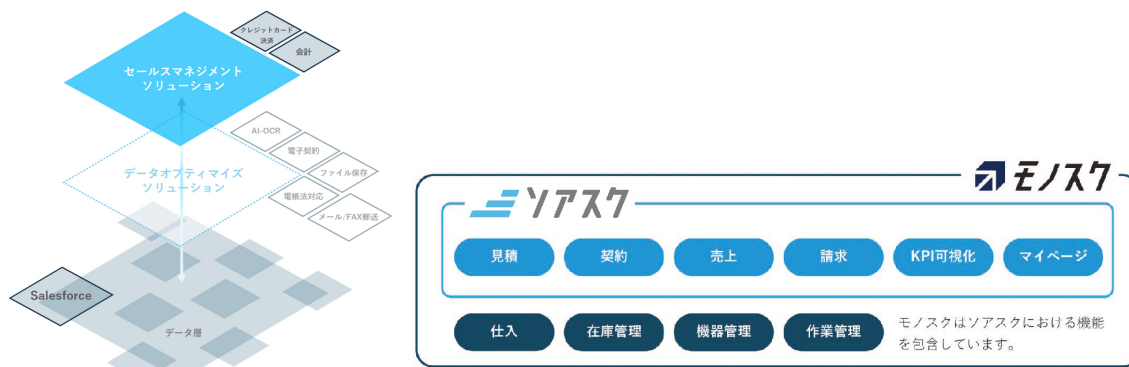 クレジットカード
決済
会計
セールスマネジメント
ソリューション
AI-OCR
電子契約
ファイル保存
データオプティマイズ
ソリューション
電帳法対応
メール/FAX郵送
Salesforce
データ層
モノスク
ソアスク
見積
契約
売上
請求
KPI可視化
マイページ
仕入
在庫管理
機器管理
作業管理
モノスクはソアスクにおける機能
を包含しています。